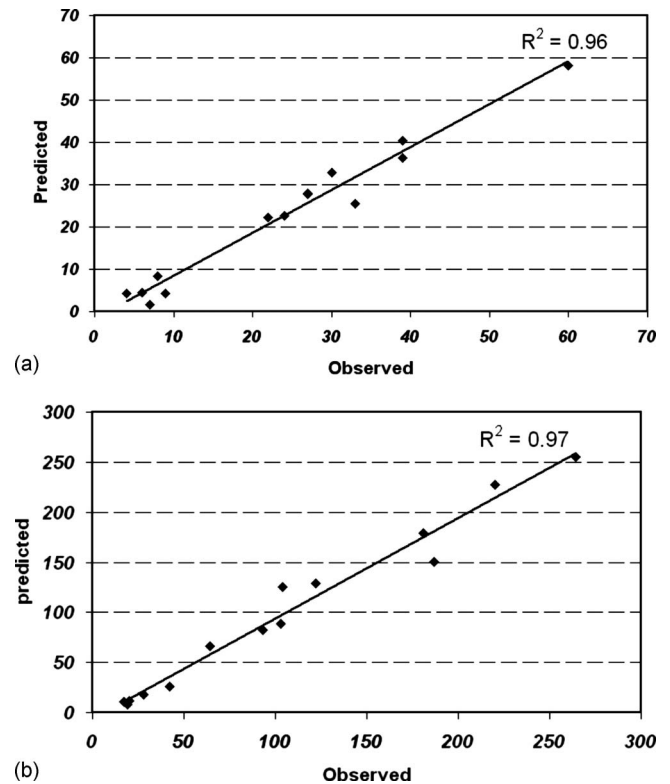 70
60
50
40
30
20
10
0
Predicted
R² = 0.96
0 10 20 30 40 50 60 70
Observed
(a)
300
250
200
150
100
50
0
predicted
R² = 0.97
0 50 100 150 200 250 300
Observed
(b)